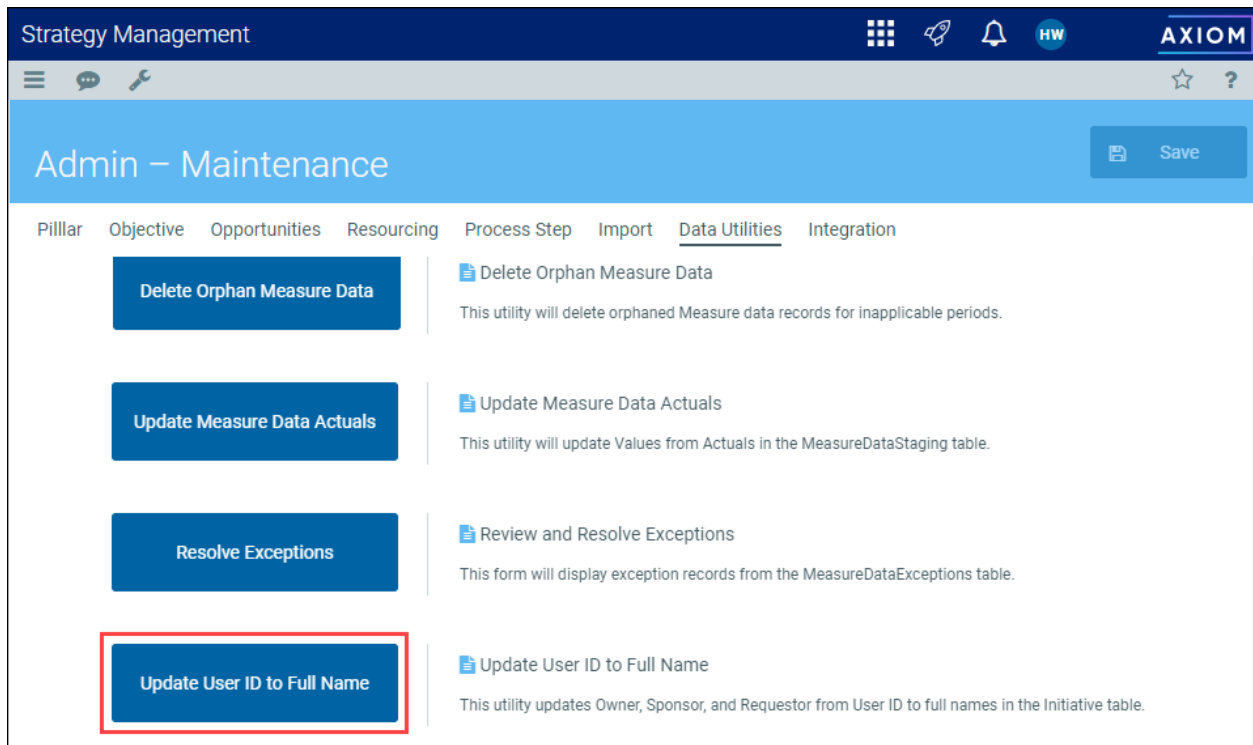 Strategy Management
HW
AXIOM
?
Admin – Maintenance
Save
Pilllar Objective Opportunities Resourcing Process Step Import Data Utilities Integration
Delete Orphan Measure Data
Delete Orphan Measure Data
This utility will delete orphaned Measure data records for inapplicable periods.
Update Measure Data Actuals
Update Measure Data Actuals
This utility will update Values from Actuals in the MeasureDataStaging table.
Resolve Exceptions
Review and Resolve Exceptions
This form will display exception records from the MeasureDataExceptions table.
Update User ID to Full Name
Update User ID to Full Name
This utility updates Owner, Sponsor, and Requestor from User ID to full names in the Initiative table.